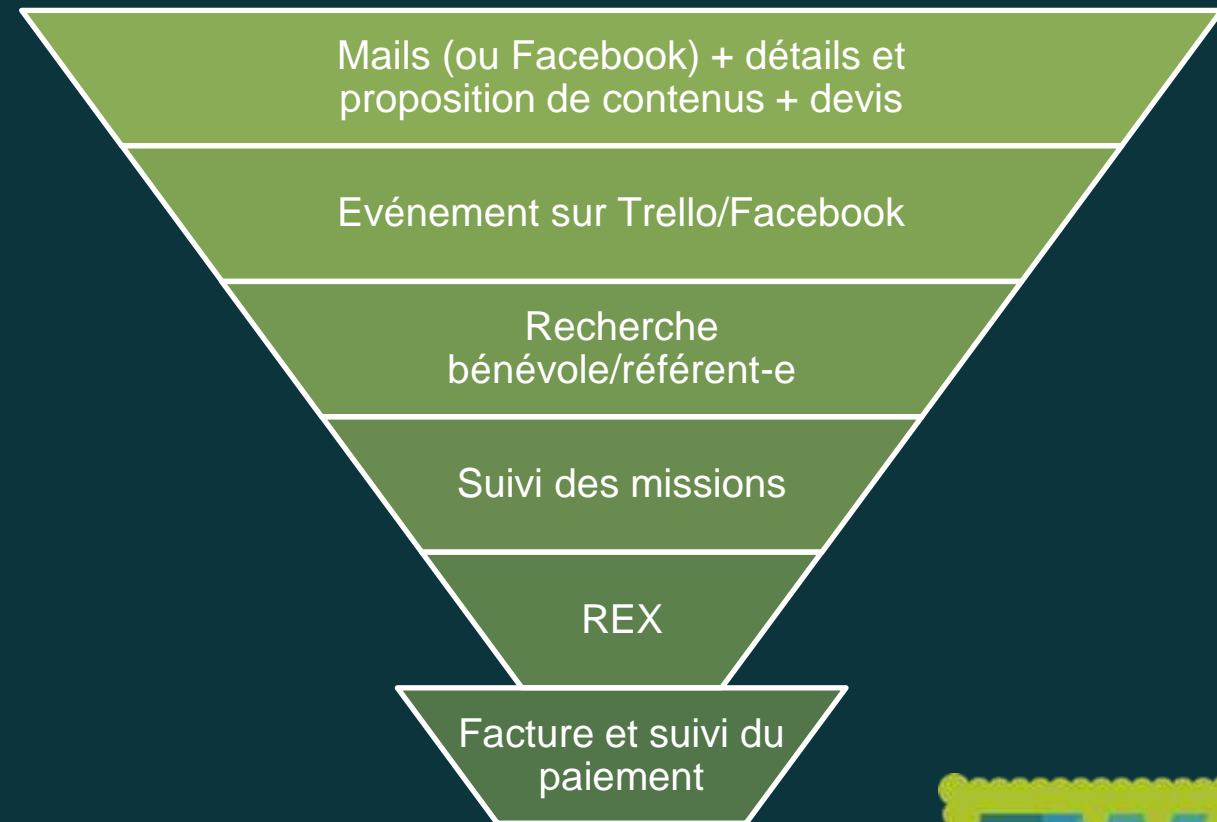 Mails (ou Facebook) + détails et
proposition de contenus + devis
Evénement sur Trello/Facebook
Recherche
bénévole/référent-e
Suivi des missions
REX
Facture et suivi du
paiement